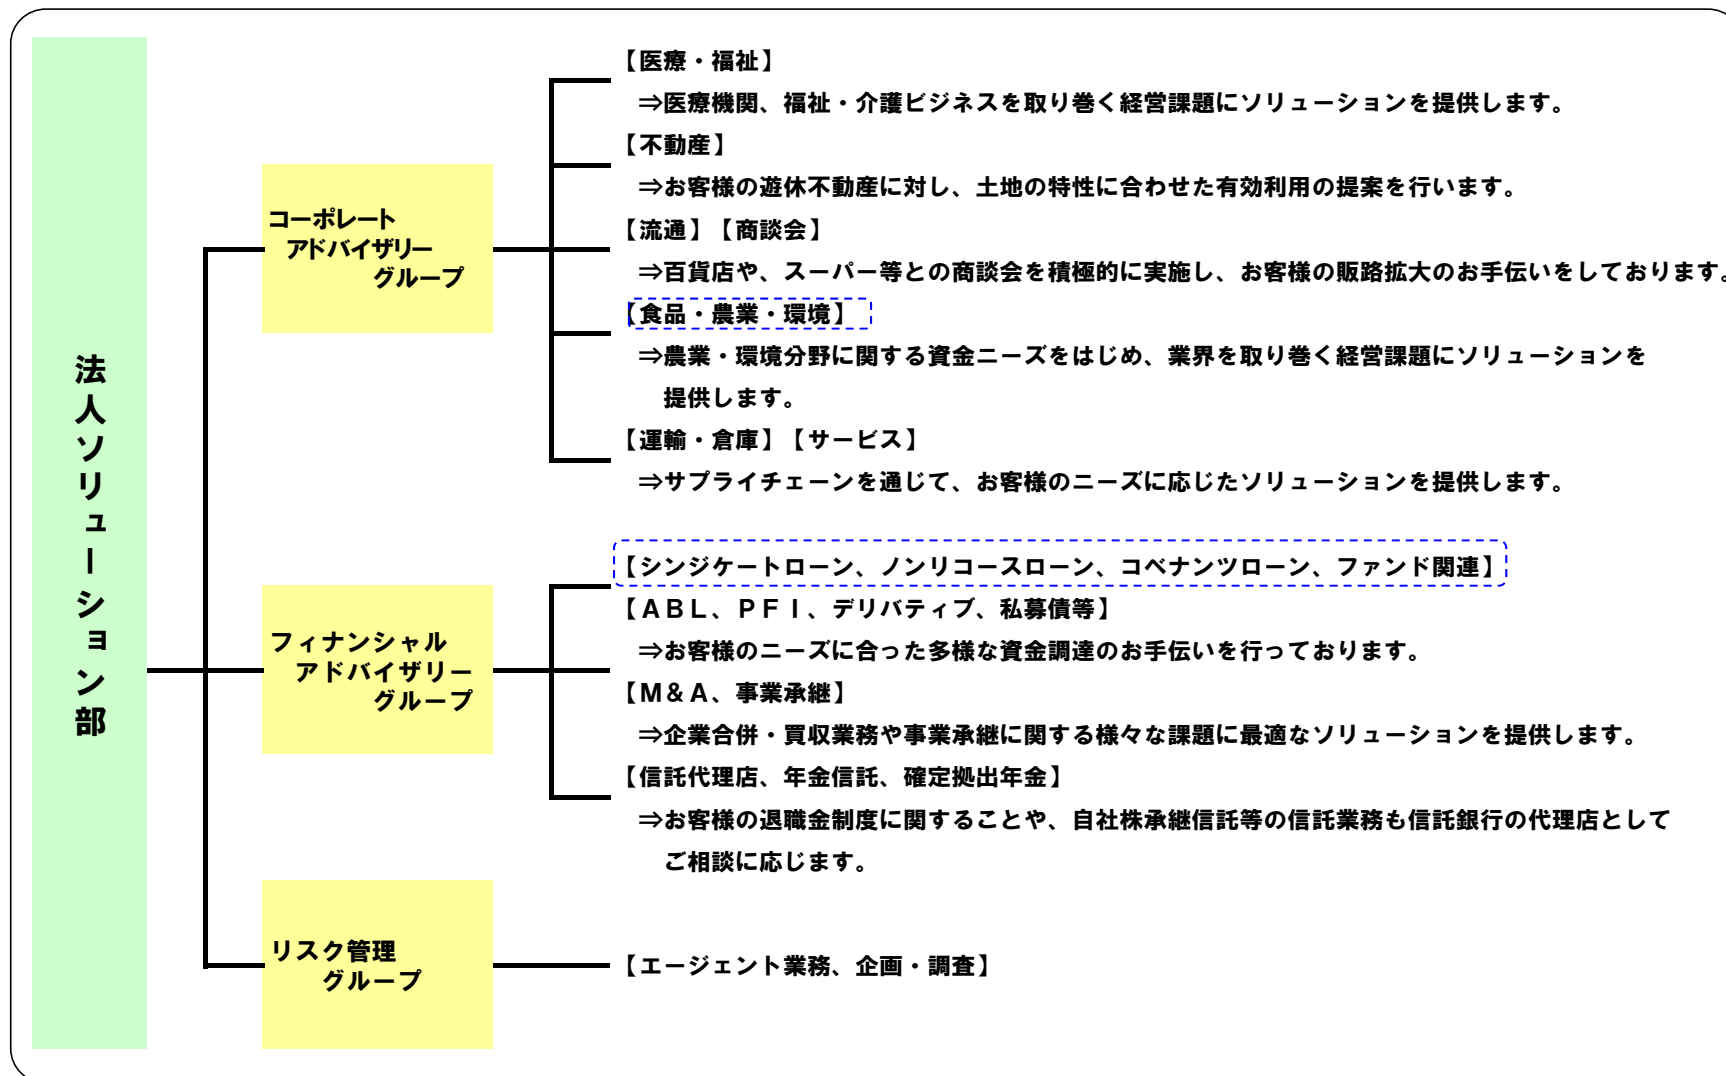 法人ソリューション部
コーポレート
アドバイザリー
グループ
【医療・福祉】
⇒医療機関、福祉・介護ビジネスを取り巻く経営課題にソリューションを提供します。
【不動産】
⇒お客様の遊休不動産に対し、土地の特性に合わせた有効利用の提案を行います。
【流通】【商談会】
⇒百貨店や、スーパー等との商談会を積極的に実施し、お客様の販路拡大のお手伝いをしております。
【食品・農業・環境】
⇒農業・環境分野に関する資金ニーズをはじめ、業界を取り巻く経営課題にソリューションを
提供します。
【運輸・倉庫】【サービス】
⇒サプライチェーンを通じて、お客様のニーズに応じたソリューションを提供します。
フィナンシャル
アドバイザリー
グループ
【シンジケートローン、ノンリコースローン、コベナンツローン、ファンド関連】
【ＡＢＬ、ＰＦＩ、デリバティブ、私募債等】
⇒お客様のニーズに合った多様な資金調達のお手伝いを行っております。
【Ｍ＆Ａ、事業承継】
⇒企業合併・買収業務や事業承継に関する様々な課題に最適なソリューションを提供します。
【信託代理店、年金信託、確定拠出年金】
⇒お客様の退職金制度に関することや、自社株承継信託等の信託業務も信託銀行の代理店として
ご相談に応じます。
リスク管理
グループ
【エージェント業務、企画・調査】